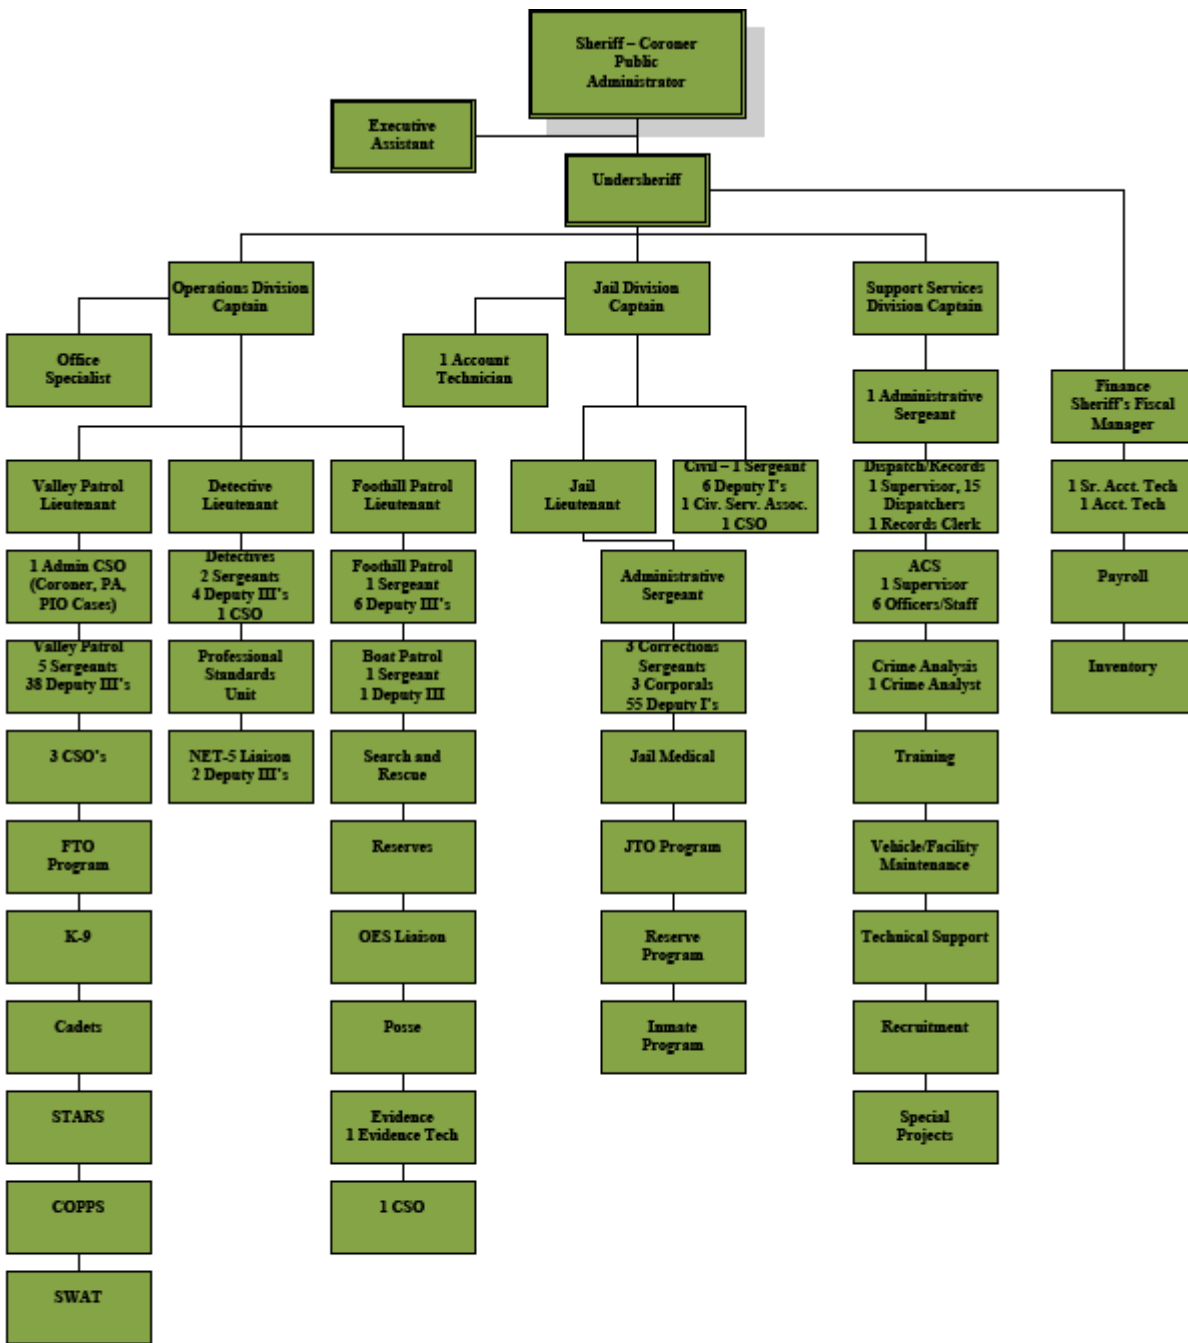 Sheriff – Coroner
Public
Administrator
Executive
Assistant
Undersheriff
Operations Division
Captain
Jail Division
Captain
Support Services
Division Captain
Office
Specialist
1 Account
Technician
1 Administrative
Sergeant
Finance
Sheriff's Fiscal
Manager
Valley Patrol
Lieutenant
Detective
Lieutenant
Foothill Patrol
Lieutenant
Jail
Lieutenant
Civil – 1 Sergeant
6 Deputy I's
1 Civ. Serv. Assoc.
1 CSO
Dispatch/Records
1 Supervisor, 15
Dispatchers
1 Records Clerk
1 Sr. Acct. Tech
1 Acct. Tech
1 Admin CSO
(Coroner, PA,
PIO Cases)
Detectives
2 Sergeants
4 Deputy III's
1 CSO
Foothill Patrol
1 Sergeant
6 Deputy III's
Administrative
Sergeant
ACS
1 Supervisor
6 Officers/Staff
Payroll
Valley Patrol
5 Sergeants
38 Deputy III's
Professional
Standards
Unit
Boat Patrol
1 Sergeant
1 Deputy III
3 Corrections
Sergeants
3 Corporals
55 Deputy I's
Crime Analysis
1 Crime Analyst
Inventory
3 CSO's
NET-5 Liaison
2 Deputy III's
Search and
Rescue
Jail Medical
Training
FTO
Program
Reserves
JTO Program
Vehicle/Facility
Maintenance
K-9
OES Liaison
Reserve
Program
Technical Support
Cadets
Posse
Inmate
Program
Recruitment
STARS
Evidence
1 Evidence Tech
Special
Projects
COPPS
1 CSO
SWAT